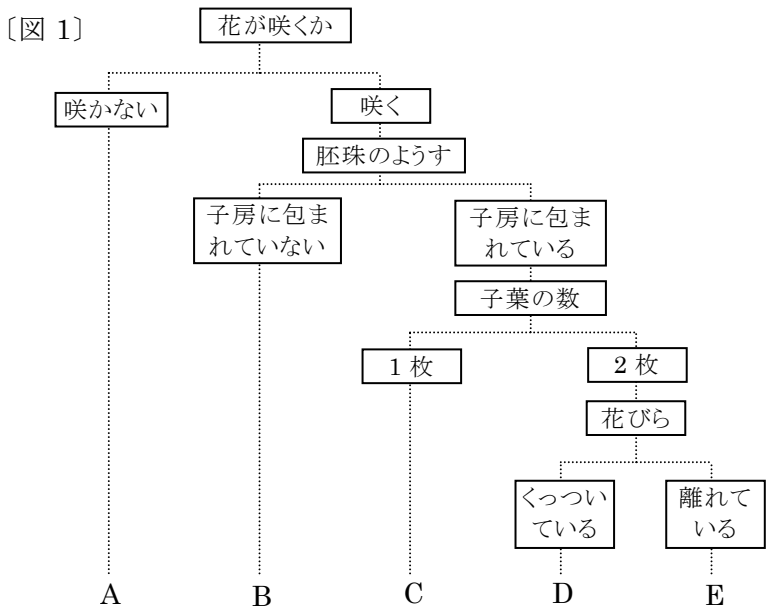 〔図 1〕
花が咲くか
咲かない
咲く
胚珠のようす
子房に包ま
れていない
子房に包ま
れている
子葉の数
1 枚
2 枚
花びら
くっつい
ている
離れて
いる
A
B
C
D
E